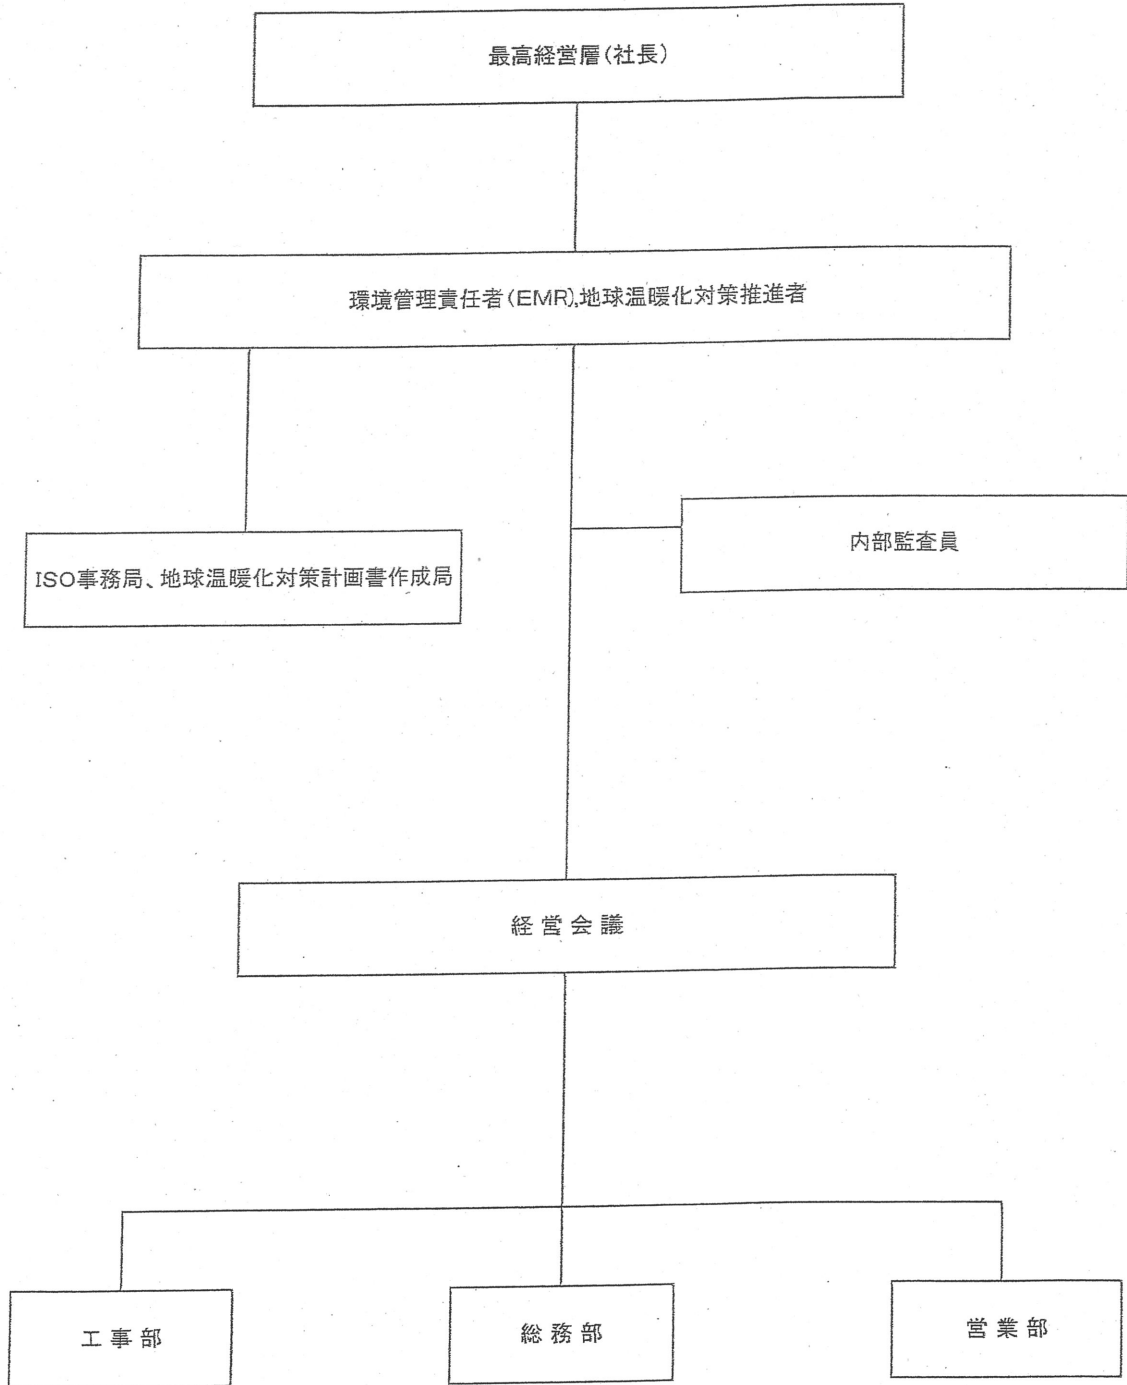 最高経営層(社長)
環境管理責任者(EMR),地球温暖化対策推進者
ISO事務局、地球温暖化対策計画書作成局
内部監査員
経営会議
工事部
総務部
営業部